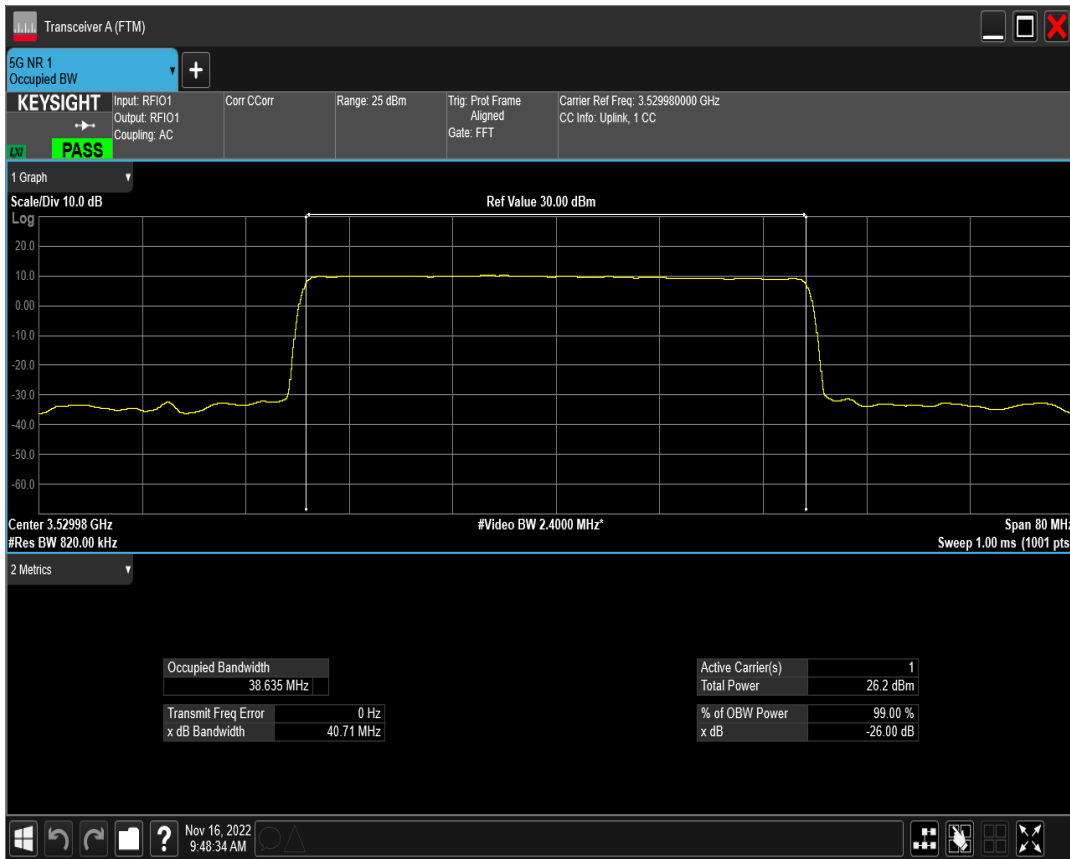 Transceiver A (FTM)
5G NR 1
Occupied BW
+
KEYSIGHT
LXI
PASS
Input: RFIO1
Output: RFIO1
Coupling: AC
Corr CCorr
Range: 25 dBm
Trig: Prot Frame
Aligned
Gate: FFT
Carrier Ref Freq: 3.529980000 GHz
CC Info: Uplink, 1 CC
1 Graph
Scale/Div 10.0 dB
Ref Value 30.00 dBm
Log
20.0
10.0
0.00
-10.0
-20.0
-30.0
-40.0
-50.0
-60.0
Center 3.52998 GHz
#Video BW 2.4000 MHz*
Span 80 MHz
#Res BW 820.00 kHz
Sweep 1.00 ms (1001 pts
2 Metrics
Occupied Bandwidth
38.635 MHz
Transmit Freq Error 0 Hz
x dB Bandwidth 40.71 MHz
Active Carrier(s) 1
Total Power 26.2 dBm
% of OBW Power 99.00 %
x dB -26.00 dB
?
Nov 16, 2022
9:48:34 AM